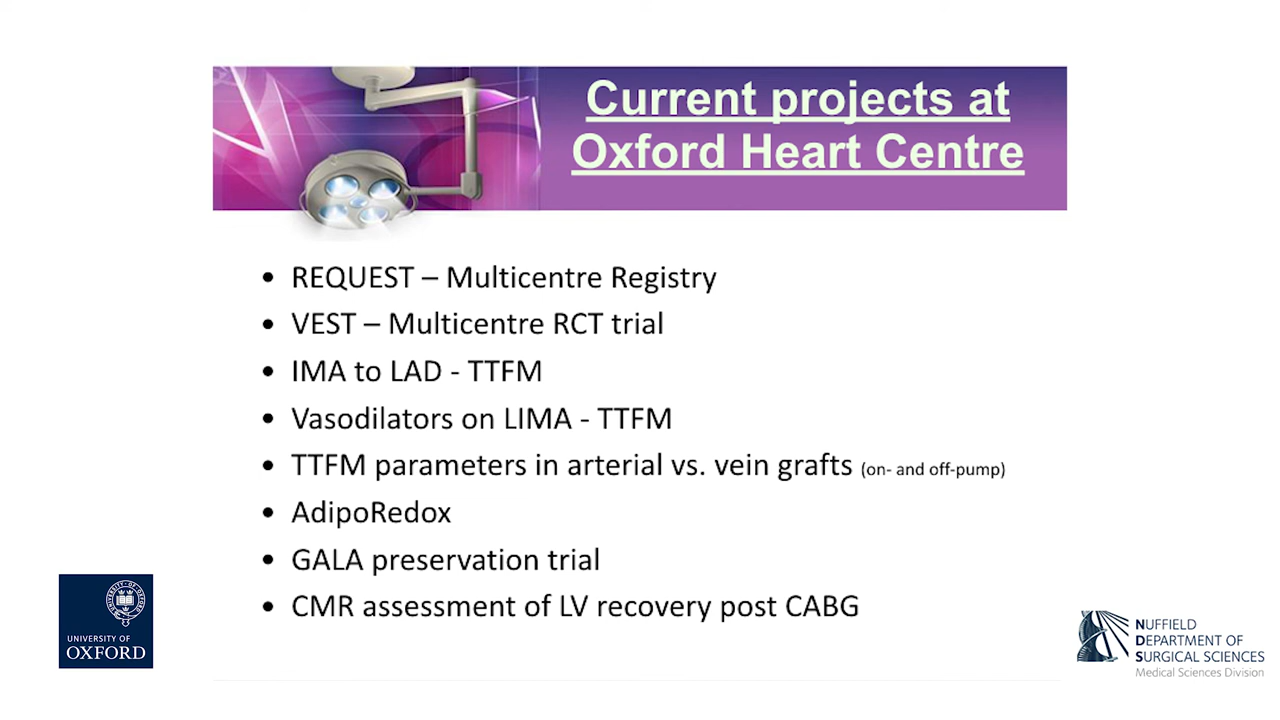 Current projects at
Oxford Heart Centre
• REQUEST – Multicentre Registry
• VEST – Multicentre RCT trial
• IMA to LAD - TTFM
• Vasodilators on LIMA - TTFM
• TTFM parameters in arterial vs. vein grafts (on- and off-pump)
• AdipoRedox
• GALA preservation trial
• CMR assessment of LV recovery post CABG
UNIVERSITY OF
OXFORD
NUFFIELD
DEPARTMENT OF
SURGICAL SCIENCES
Medical Sciences Division